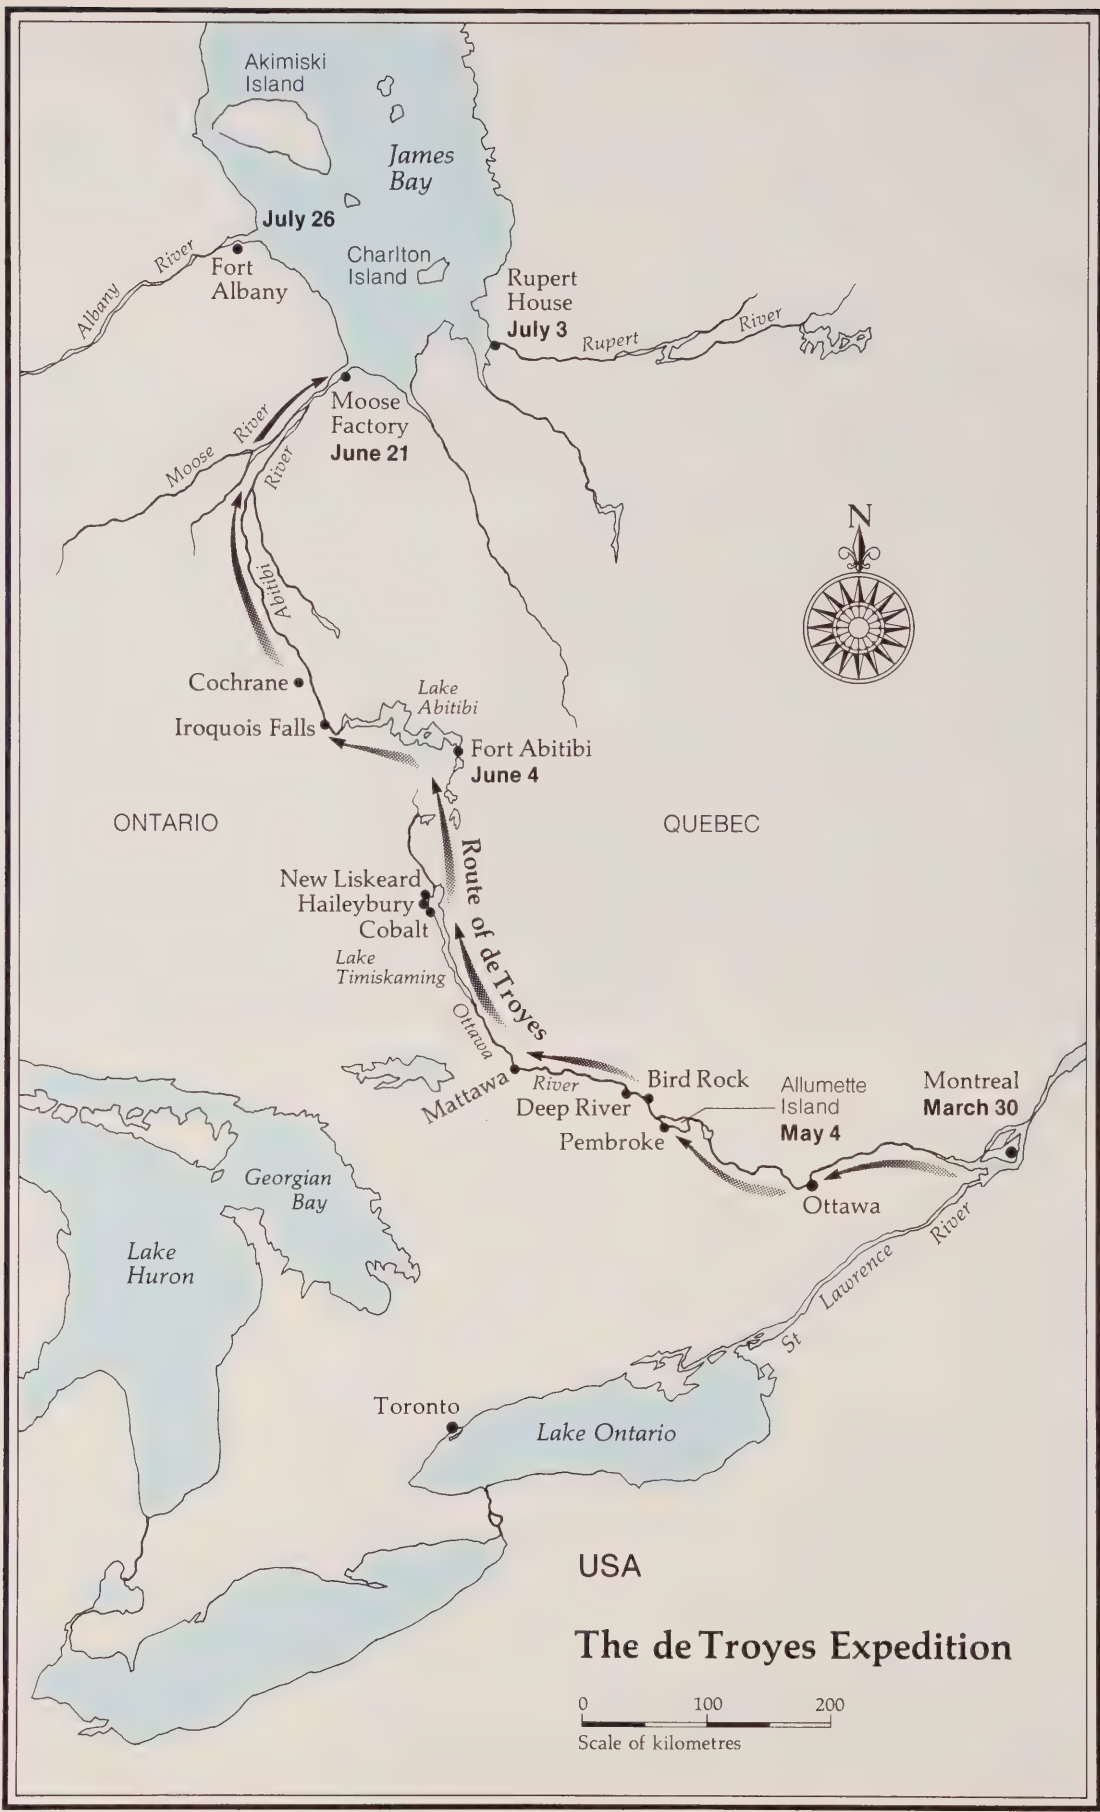 Akimiski
Island
James
Bay
July 26
Albany River
Fort
Albany
Charlton
Island
Rupert
House
July 3
Rupert River
Moose River
Moose
Factory
June 21
N
Abitibi River
Cochrane
Lake
Abitibi
Iroquois Falls
Fort Abitibi
June 4
ONTARIO
QUEBEC
Route of de Troyes
New Liskeard
Haileybury
Cobalt
Lake
Timiskaming
Ottawa River
Mattawa
Bird Rock
Deep River
Pembroke
Allumette
Island
May 4
Montreal
March 30
Ottawa
Georgian
Bay
Lake
Huron
St Lawrence River
Toronto
Lake Ontario
USA
The de Troyes Expedition
0 100 200
Scale of kilometres